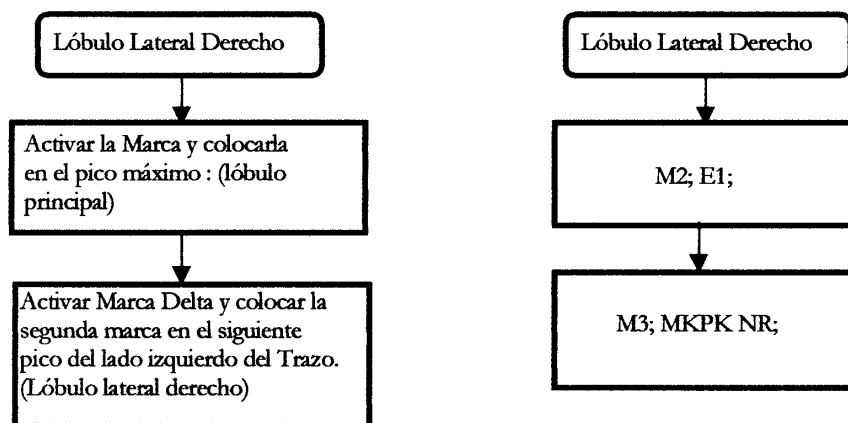 Lóbulo Lateral Derecho
Activar la Marca y colocarla
en el pico máximo : (lóbulo
principal)
Activar Marca Delta y colocar la
segunda marca en el siguiente
pico del lado izquierdo del Trazo.
(Lóbulo lateral derecho)
Lóbulo Lateral Derecho
M2; E1;
M3; MKPK NR;